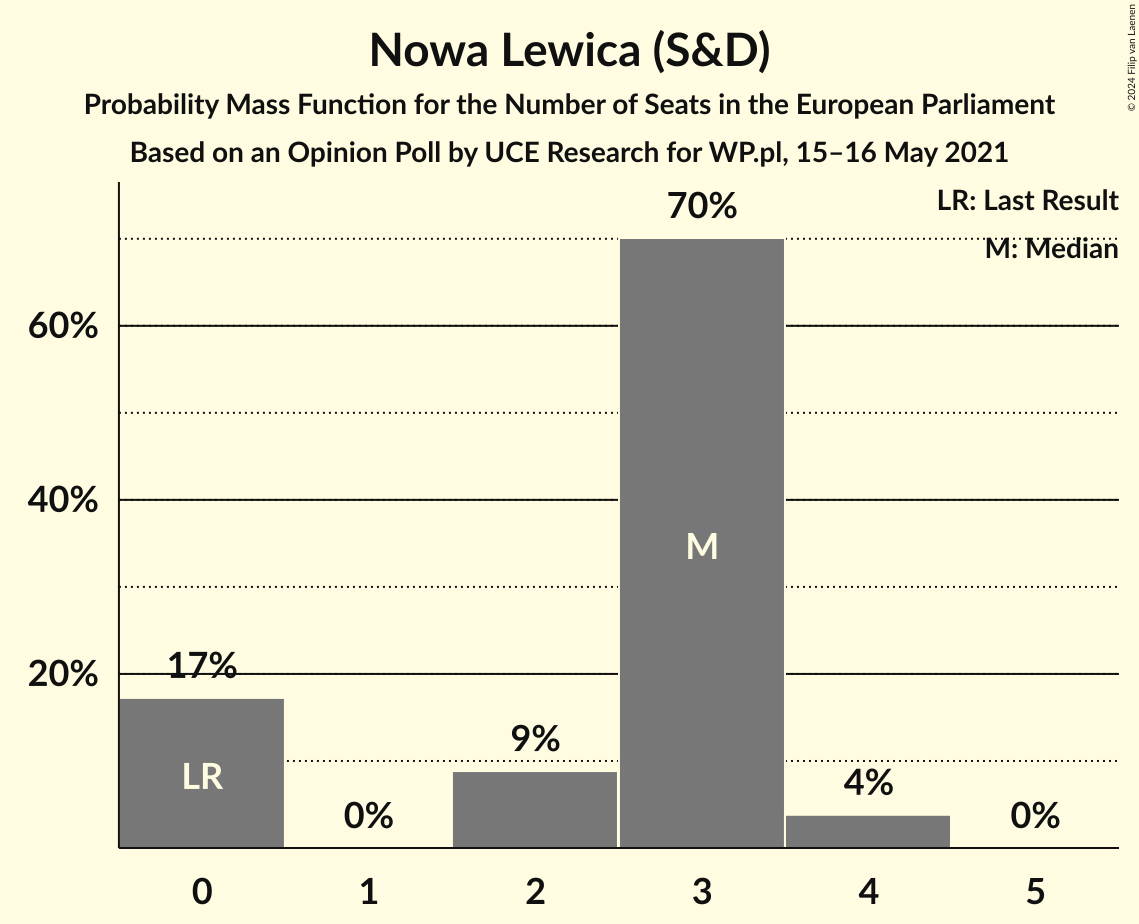 Nowa Lewica (S&D)
Probability Mass Function for the Number of Seats in the European Parliament
Based on an Opinion Poll by UCE Research for WP.pl, 15–16 May 2021
© 2024 Filip van Laenen
LR: Last Result
M: Median
70%
60%
40%
M
20%
17%
9%
LR
4%
0%
0%
0 1 2 3 4 5